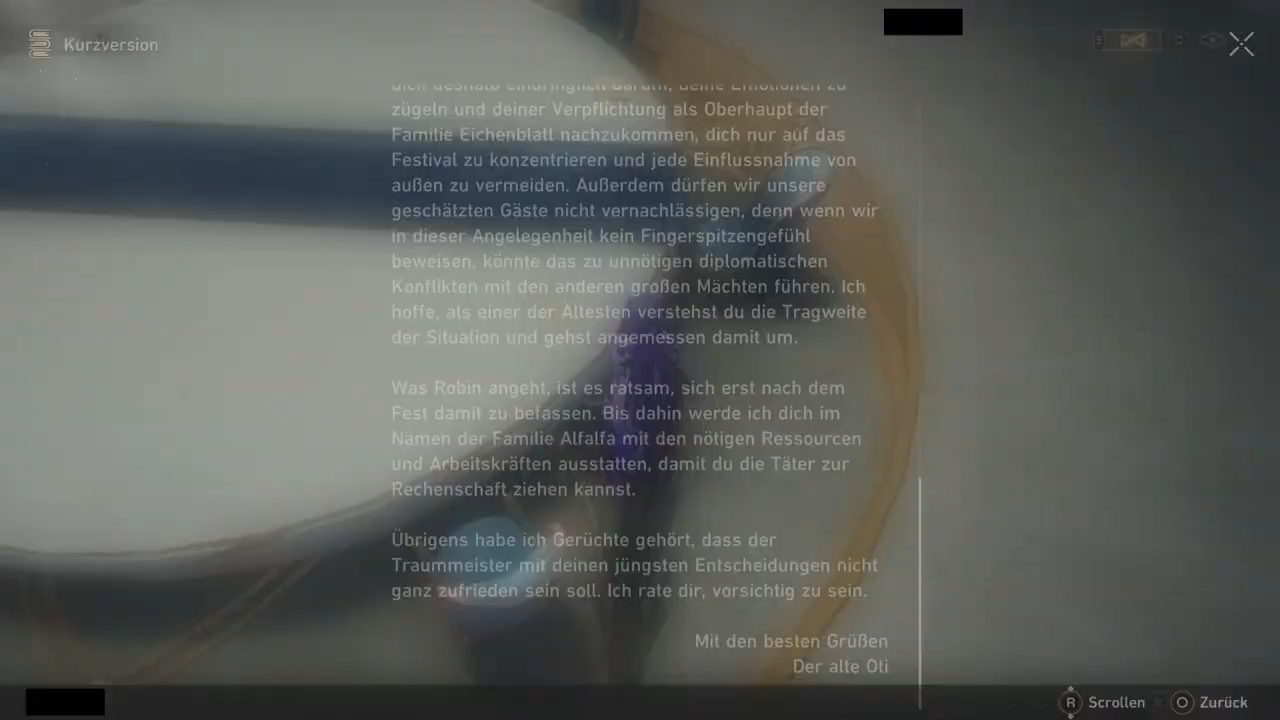 Kurzversion
dich deshalb eindringlich darum, deine Emotionen zu
zügeln und deiner Verpflichtung als Oberhaupt der
Familie Eichenblatt nachzukommen, dich nur auf das
Festival zu konzentrieren und jede Einflussnahme von
außen zu vermeiden. Außerdem dürfen wir unsere
geschätzten Gäste nicht vernachlässigen, denn wenn wir
in dieser Angelegenheit kein Fingerspitzengefühl
beweisen, könnte das zu unnötigen diplomatischen
Konflikten mit den anderen großen Mächten führen. Ich
hoffe, als einer der Ältesten verstehst du die Tragweite
der Situation und gehst angemessen damit um.
Was Robin angeht, ist es ratsam, sich erst nach dem
Fest damit zu befassen. Bis dahin werde ich dich im
Namen der Familie Alfalfa mit den nötigen Ressourcen
und Arbeitskräften ausstatten, damit du die Täter zur
Rechenschaft ziehen kannst.
Übrigens habe ich Gerüchte gehört, dass der
Traummeister mit deinen jüngsten Entscheidungen nicht
ganz zufrieden sein soll. Ich rate dir, vorsichtig zu sein.
Mit den besten Grüßen
Der alte Oti
R Scrollen Zurück